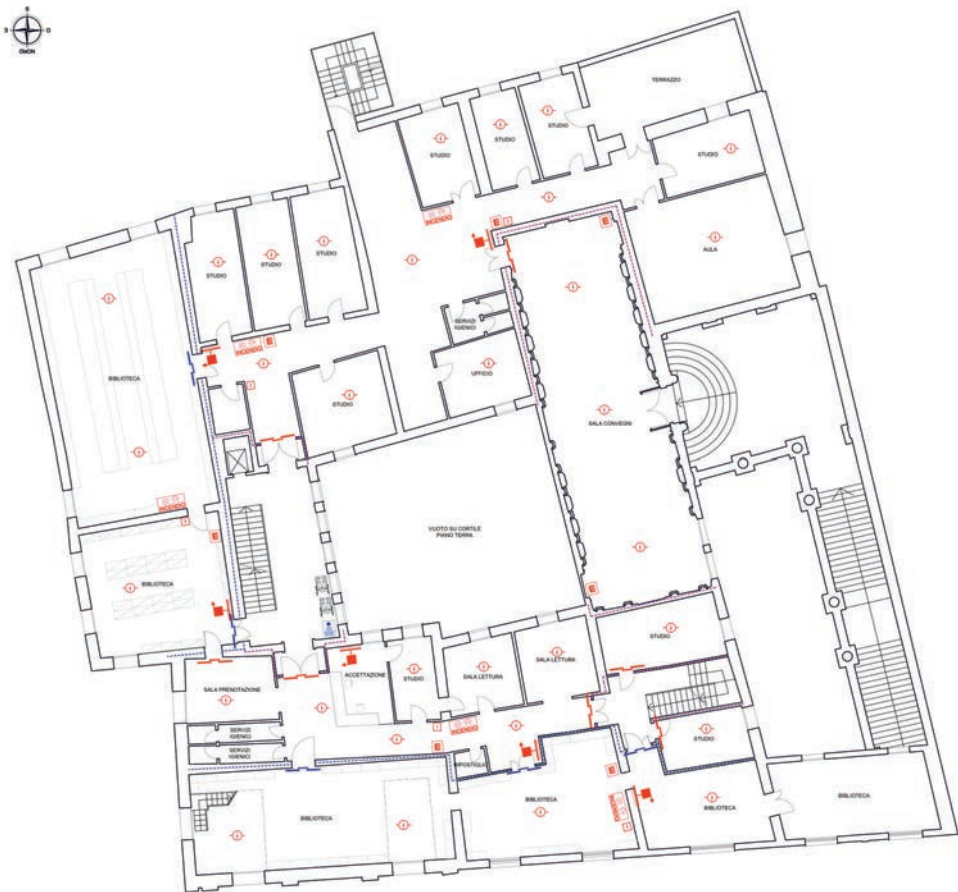 S
E
O
NORD
TERRAZZO
STUDIO
STUDIO
STUDIO
STUDIO
INCENDIO
E
E
AULA
STUDIO
STUDIO
STUDIO
SERVIZI
IGIENICI
INCENDIO
E
UFFICIO
BIBLIOTECA
STUDIO
SALA CONVEGNI
INCENDIO
E
VUOTO SU CORTILE
PIANO TERRA
BIBLIOTECA
E
STUDIO
SALA LETTURA
ACCETTAZIONE
SALA LETTURA
STUDIO
SALA PRENOTAZIONE
SERVIZI
IGIENICI
SERVIZI
IGIENICI
INCENDIO
E
STUDIO
RIPOSTIGLIO
E
BIBLIOTECA
BIBLIOTECA
BIBLIOTECA
BIBLIOTECA
INCENDIO